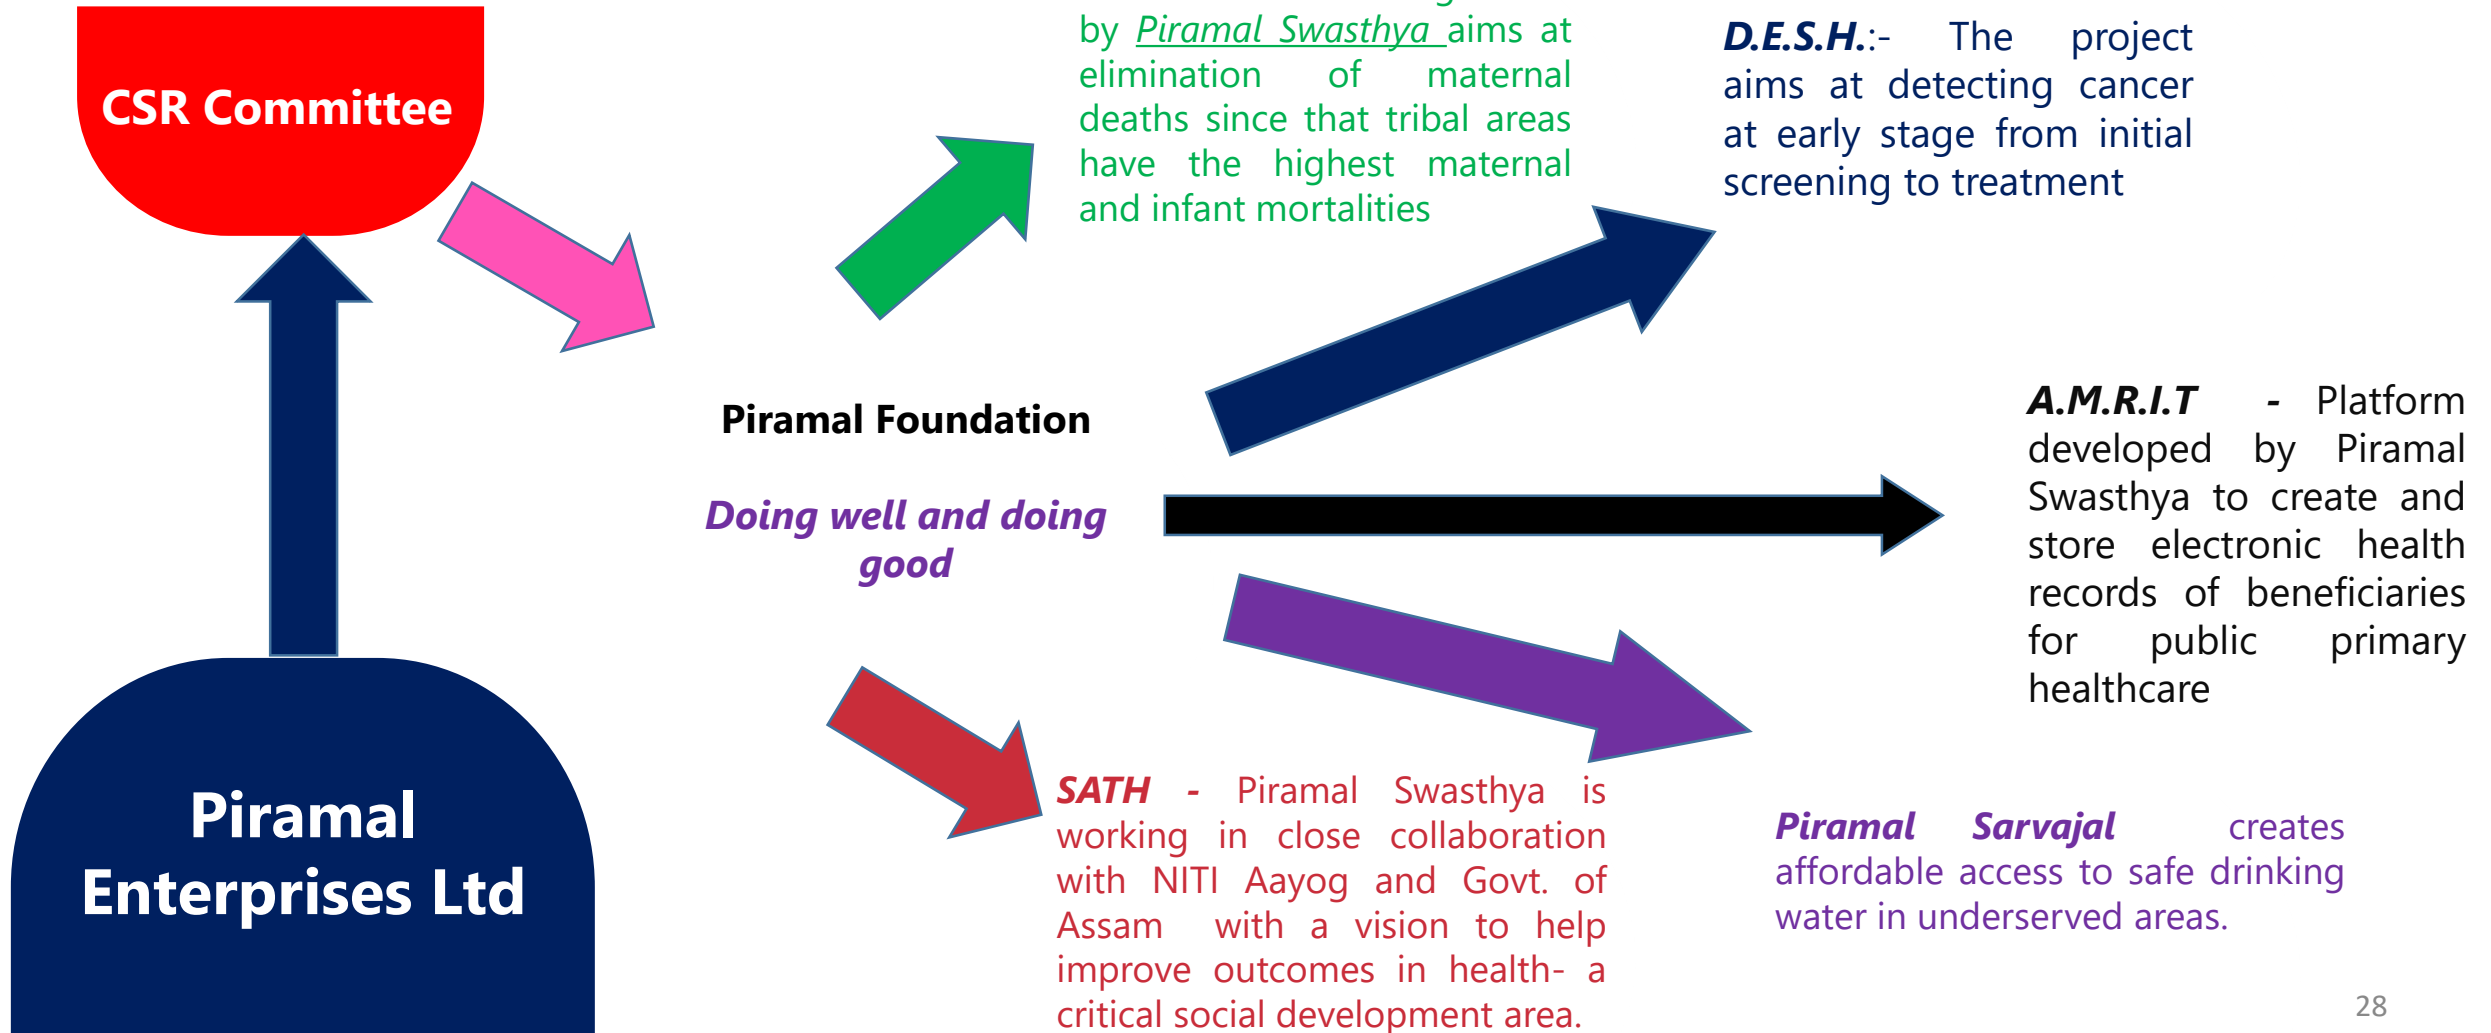 CSR Committee
Piramal
Enterprises Ltd
Piramal Foundation
Doing well and doing
good
by Piramal Swasthya aims at
elimination of maternal
deaths since that tribal areas
have the highest maternal
and infant mortalities
D.E.S.H.:- The project
aims at detecting cancer
at early stage from initial
screening to treatment
A.M.R.I.T - Platform
developed by Piramal
Swasthya to create and
store electronic health
records of beneficiaries
for public primary
healthcare
SATH - Piramal Swasthya is
working in close collaboration
with NITI Aayog and Govt. of
Assam with a vision to help
improve outcomes in health- a
critical social development area.
Piramal Sarvajal creates
affordable access to safe drinking
water in underserved areas.
28